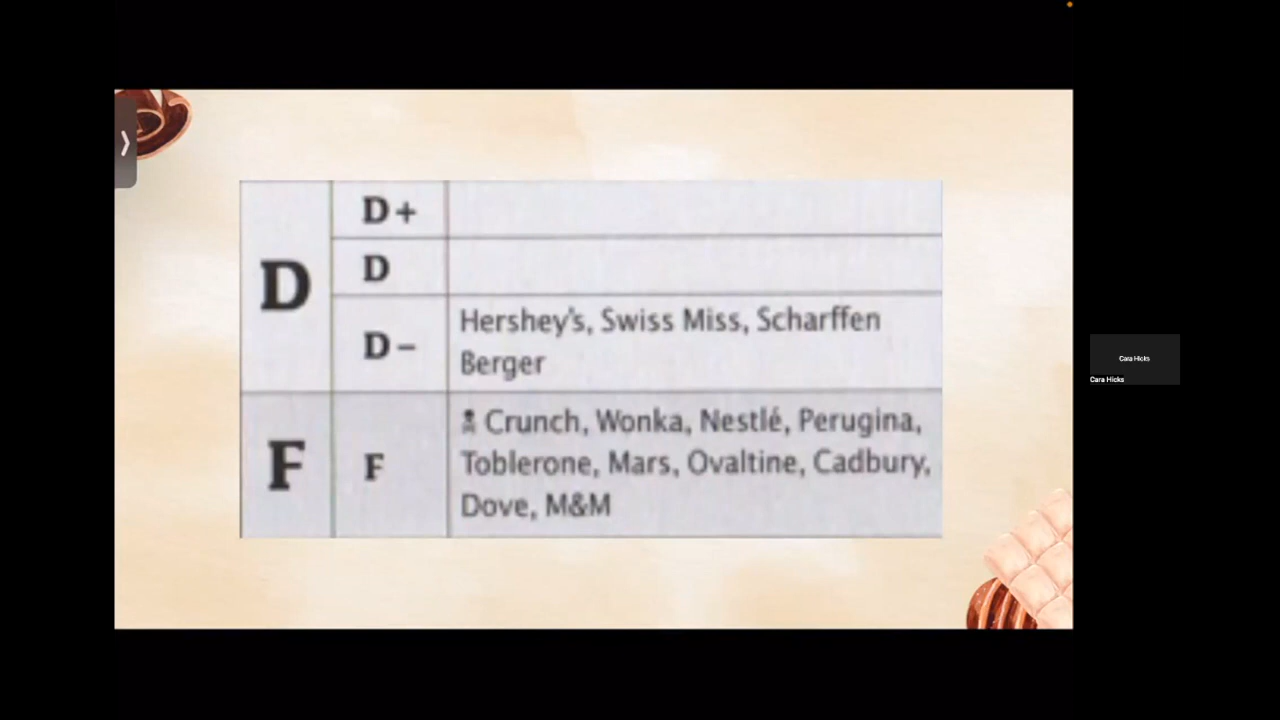 D
D+
D
D-
Hershey's, Swiss Miss, Scharffen
Berger
F
F
Crunch, Wonka, Nestlé, Perugina,
Toblerone, Mars, Ovaltine, Cadbury,
Dove, M&M
Cara Hicks
Cara Hicks